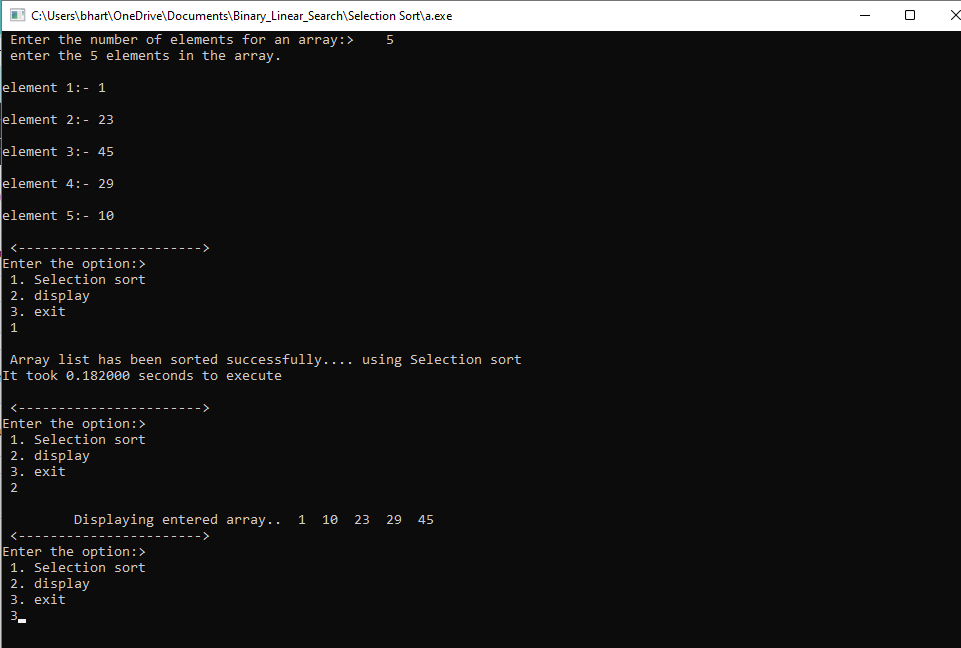 C:\Users\bhart\OneDrive\Documents\Binary_Linear_Search\Selection Sort\a.exe
Enter the number of elements for an array:>    5
enter the 5 elements in the array.
element 1:- 1
element 2:- 23
element 3:- 45
element 4:- 29
element 5:- 10
<----------------------->
Enter the option:>
1. Selection sort
2. display
3. exit
1
Array list has been sorted successfully.... using Selection sort
It took 0.182000 seconds to execute
<----------------------->
Enter the option:>
1. Selection sort
2. display
3. exit
2
Displaying entered array..  1  10  23  29  45
<----------------------->
Enter the option:>
1. Selection sort
2. display
3. exit
3